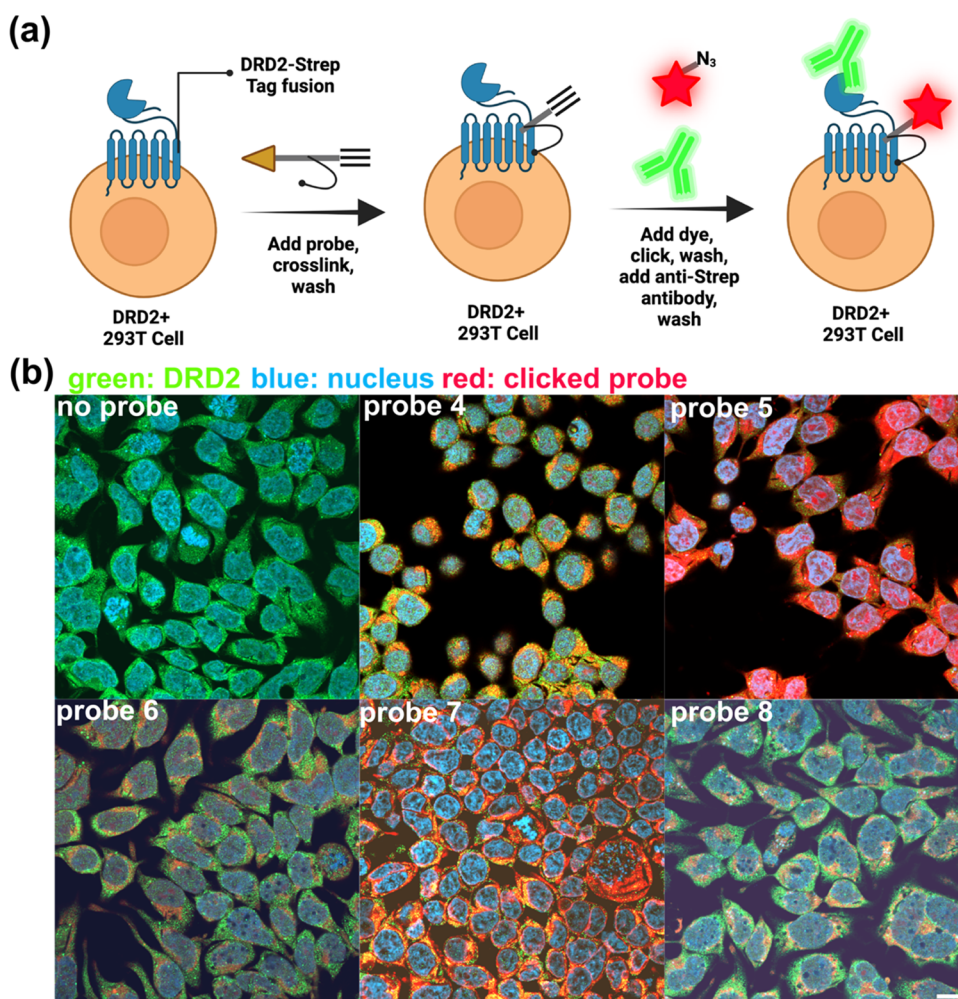 (a)
DRD2-Strep
Tag fusion
N3
Add probe,
crosslink,
wash
Add dye,
click, wash,
add anti-Strep
antibody,
wash
DRD2+
293T Cell
DRD2+
293T Cell
DRD2+
293T Cell
(b)
green: DRD2 blue: nucleus red: clicked probe
no probe
probe 4
probe 5
probe 6
probe 7
probe 8